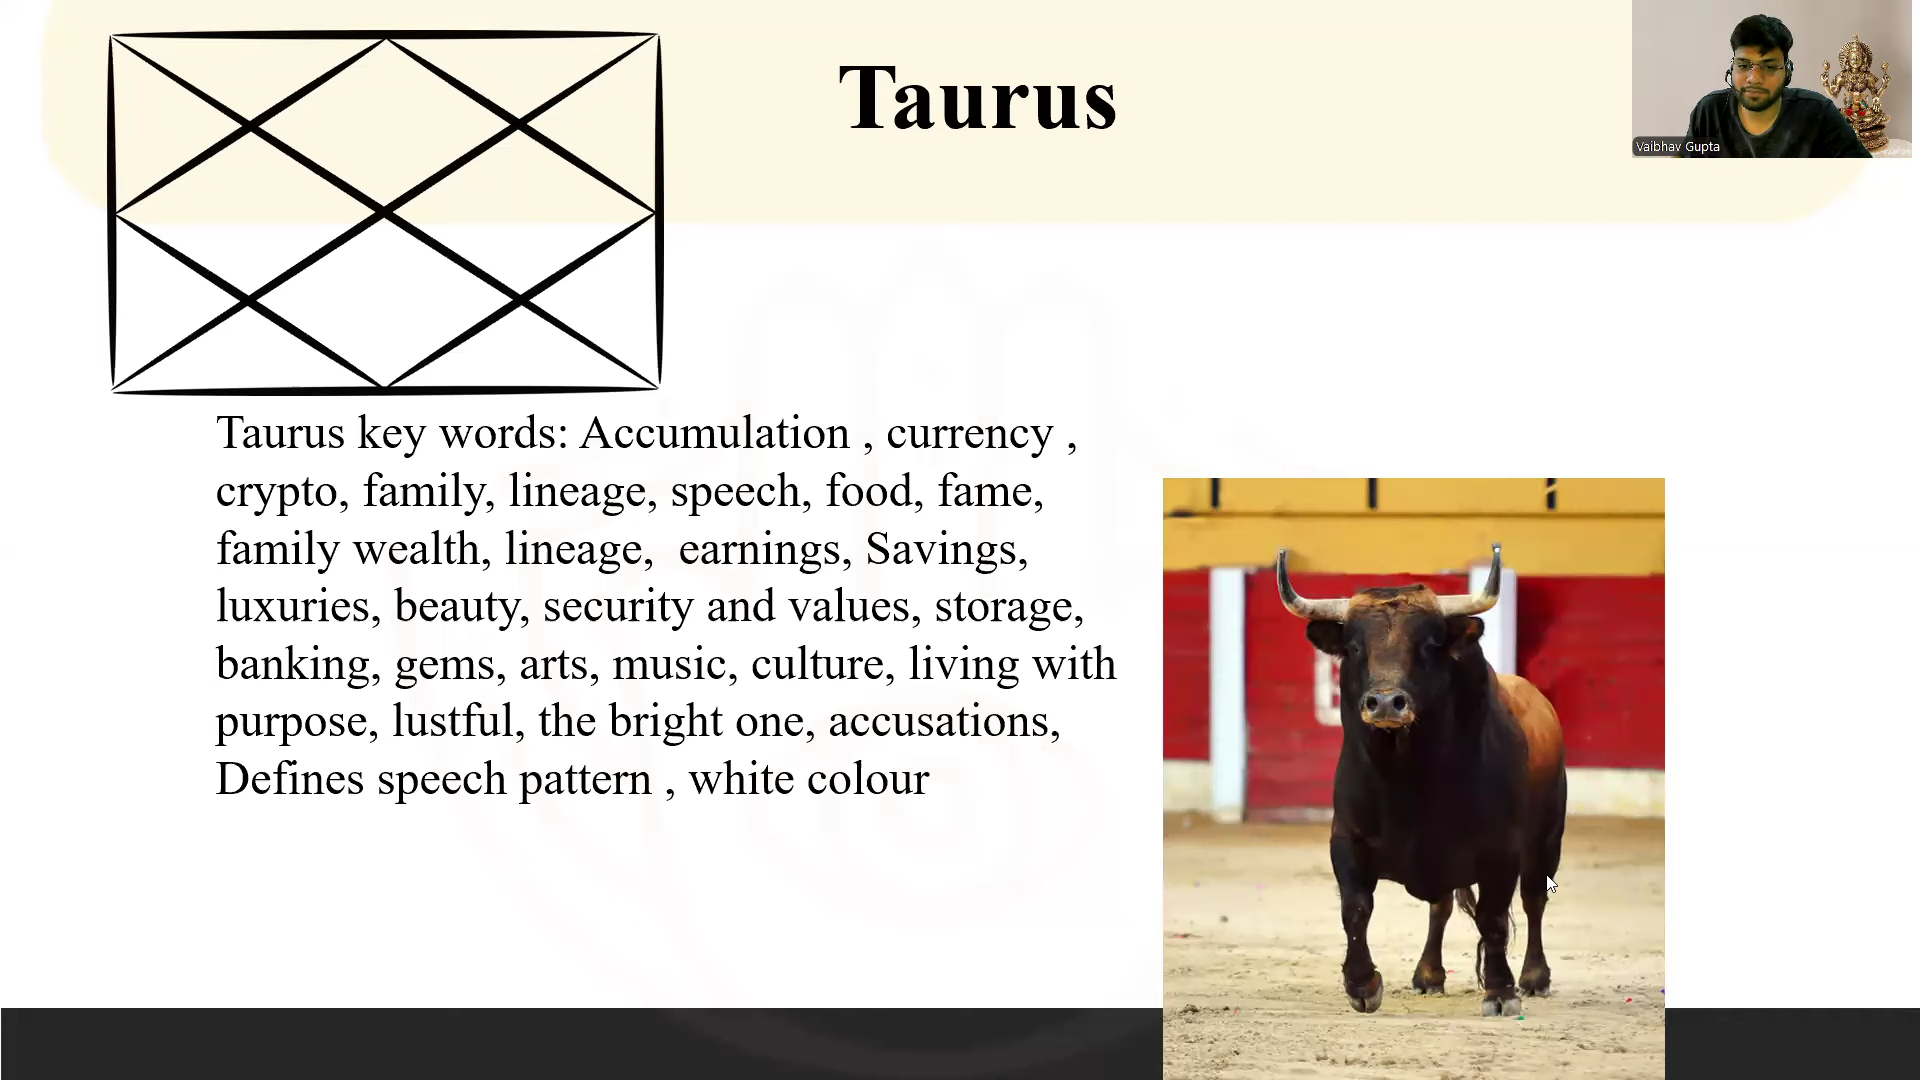 Taurus
Vaibhav Gupta
Taurus key words: Accumulation , currency ,
crypto, family, lineage, speech, food, fame,
family wealth, lineage,  earnings, Savings,
luxuries, beauty, security and values, storage,
banking, gems, arts, music, culture, living with
purpose, lustful, the bright one, accusations,
Defines speech pattern , white colour